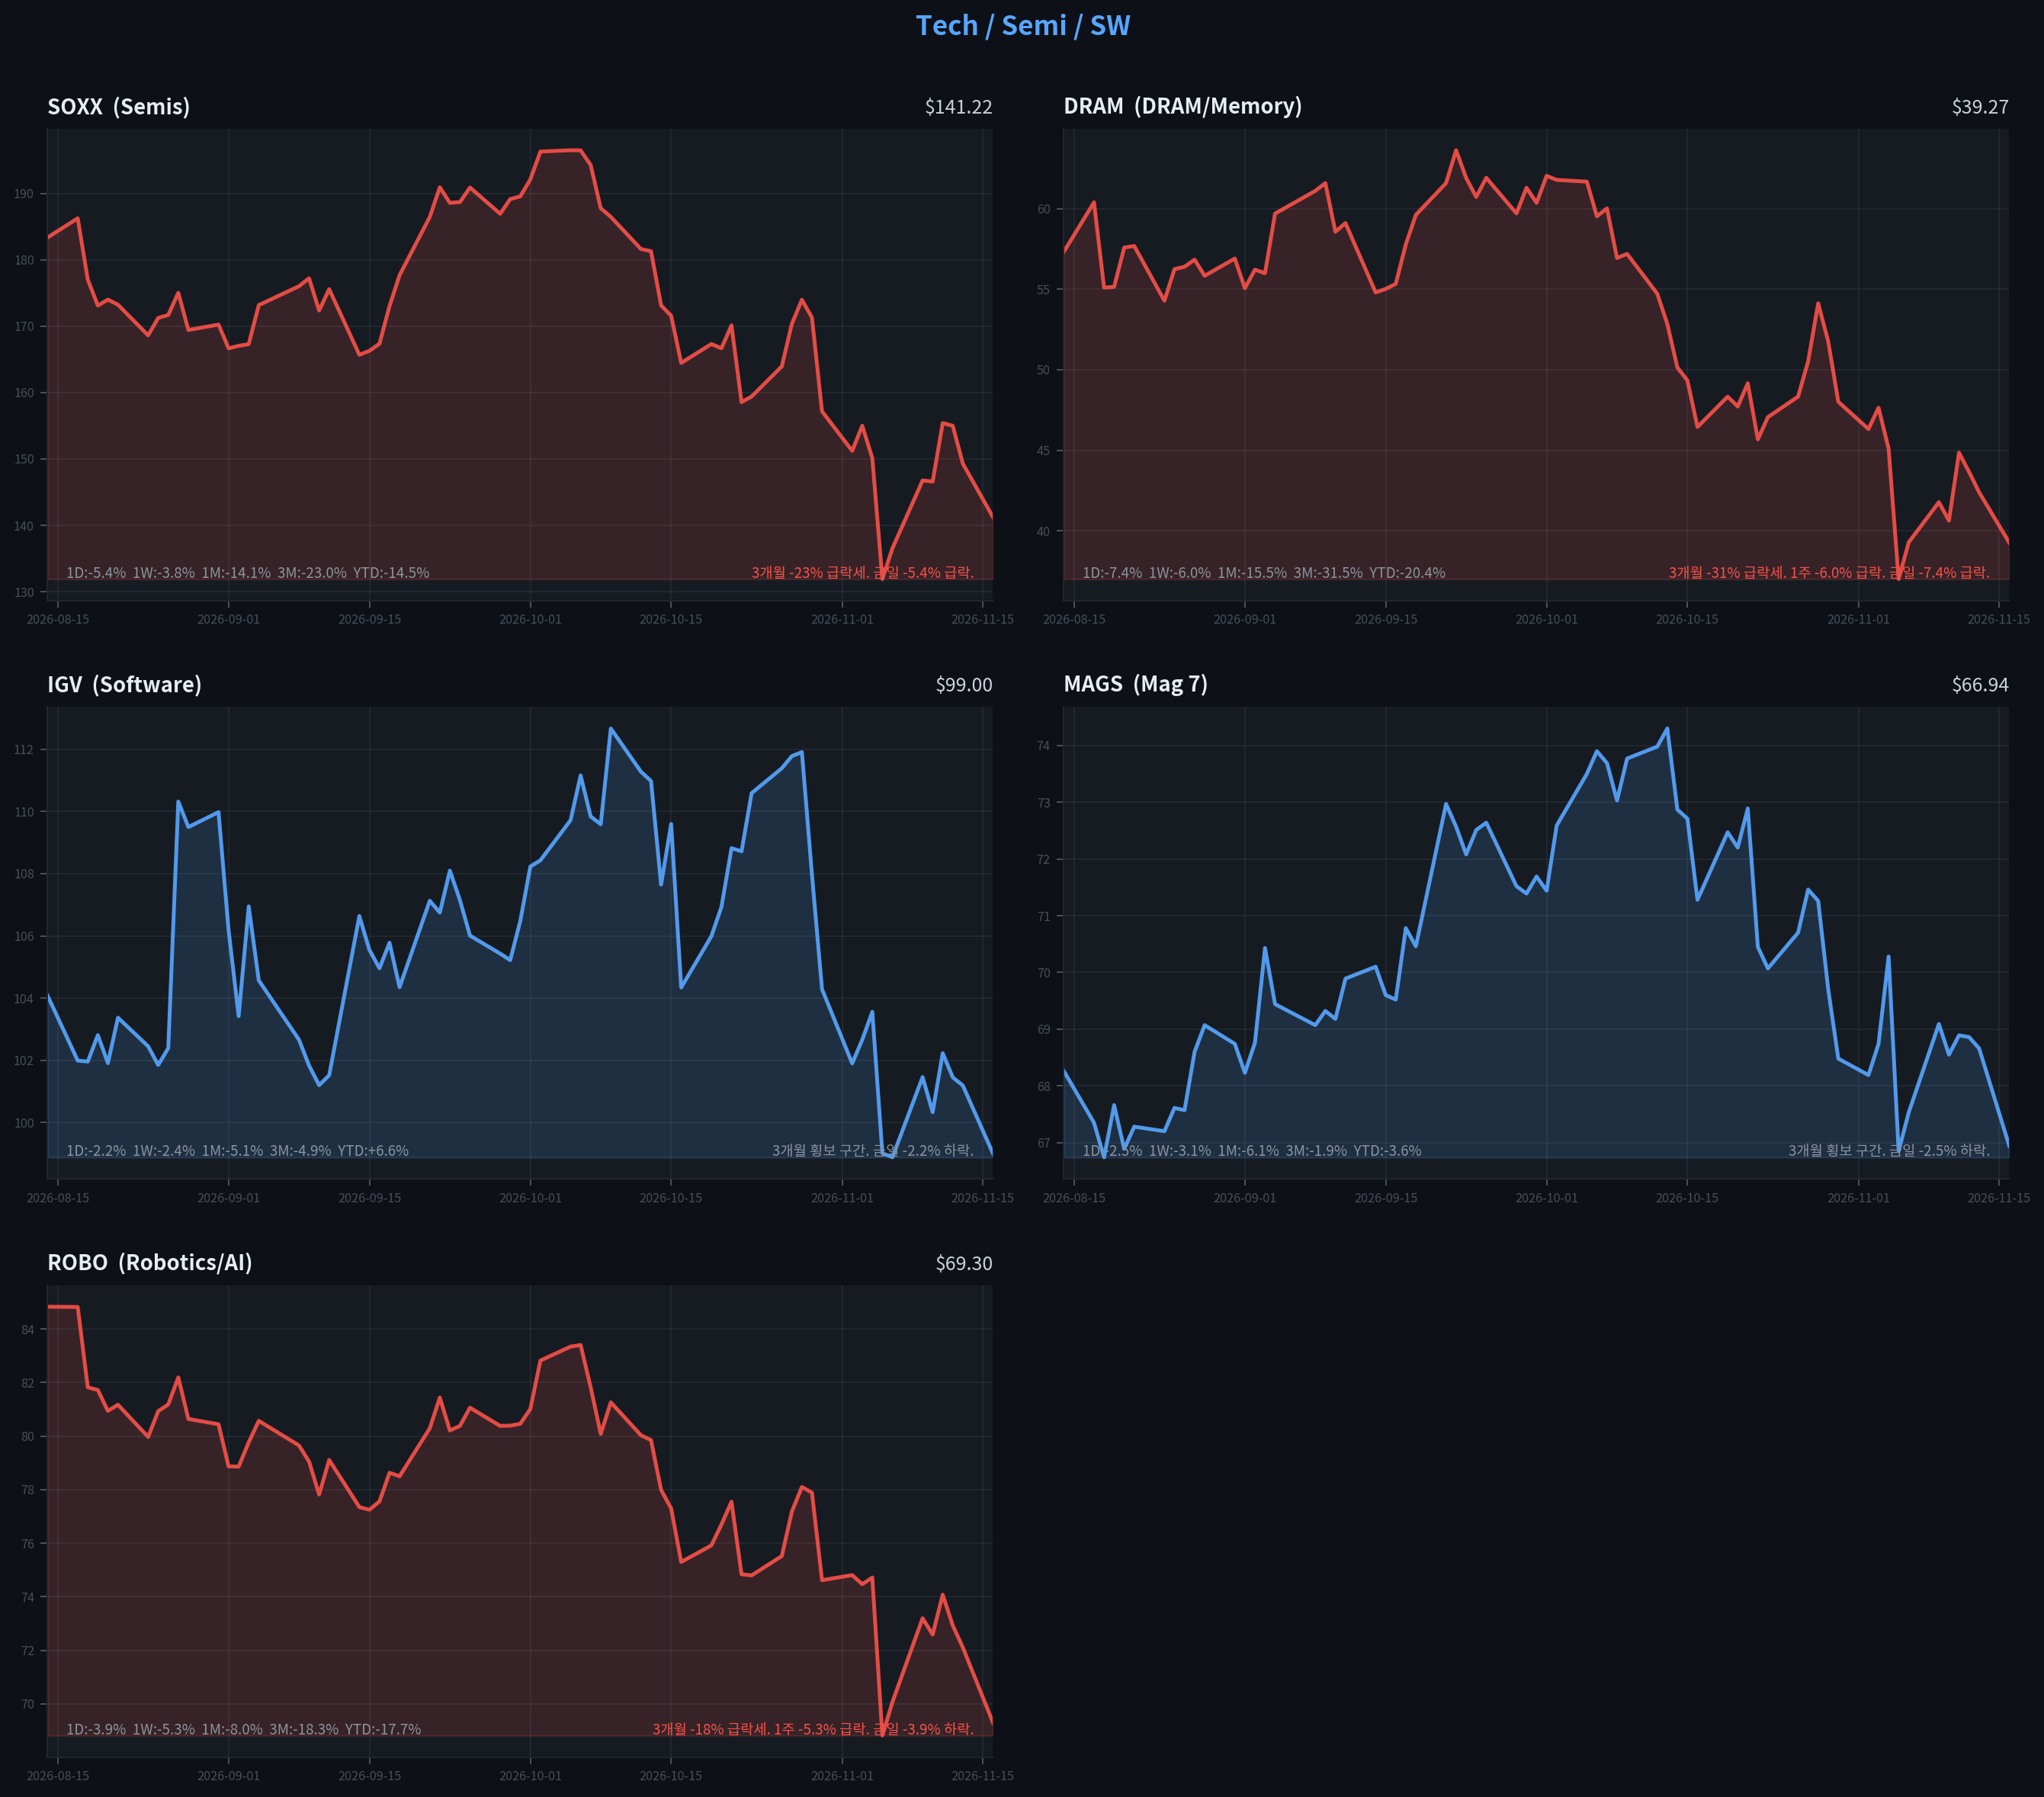 Tech / Semi / SW
SOXX (Semis)
$141.22
190
180
170
160
150
140
130
1D:-5.4% 1W:-3.8% 1M:-14.1% 3M:-23.0% YTD:-14.5%
3개월 -23% 급락세. 금일 -5.4% 급락.
2026-08-15 2026-09-01 2026-09-15 2026-10-01 2026-10-15 2026-11-01 2026-11-15
DRAM (DRAM/Memory)
$39.27
60
55
50
45
40
1D:-7.4% 1W:-6.0% 1M:-15.5% 3M:-31.5% YTD:-20.4%
3개월 -31% 급락세. 1주 -6.0% 급락. 금일 -7.4% 급락.
2026-08-15 2026-09-01 2026-09-15 2026-10-01 2026-10-15 2026-11-01 2026-11-15
IGV (Software)
$99.00
112
110
108
106
104
102
100
1D:-2.2% 1W:-2.4% 1M:-5.1% 3M:-4.9% YTD:+6.6%
3개월 횡보 구간. 금일 -2.2% 하락.
2026-08-15 2026-09-01 2026-09-15 2026-10-01 2026-10-15 2026-11-01 2026-11-15
MAGS (Mag 7)
$66.94
74
73
72
71
70
69
68
67
1D:-2.5% 1W:-3.1% 1M:-6.1% 3M:-1.9% YTD:-3.6%
3개월 횡보 구간. 금일 -2.5% 하락.
2026-08-15 2026-09-01 2026-09-15 2026-10-01 2026-10-15 2026-11-01 2026-11-15
ROBO (Robotics/AI)
$69.30
84
82
80
78
76
74
72
70
1D:-3.9% 1W:-5.3% 1M:-8.0% 3M:-18.3% YTD:-17.7%
3개월 -18% 급락세. 1주 -5.3% 급락. 금일 -3.9% 하락.
2026-08-15 2026-09-01 2026-09-15 2026-10-01 2026-10-15 2026-11-01 2026-11-15